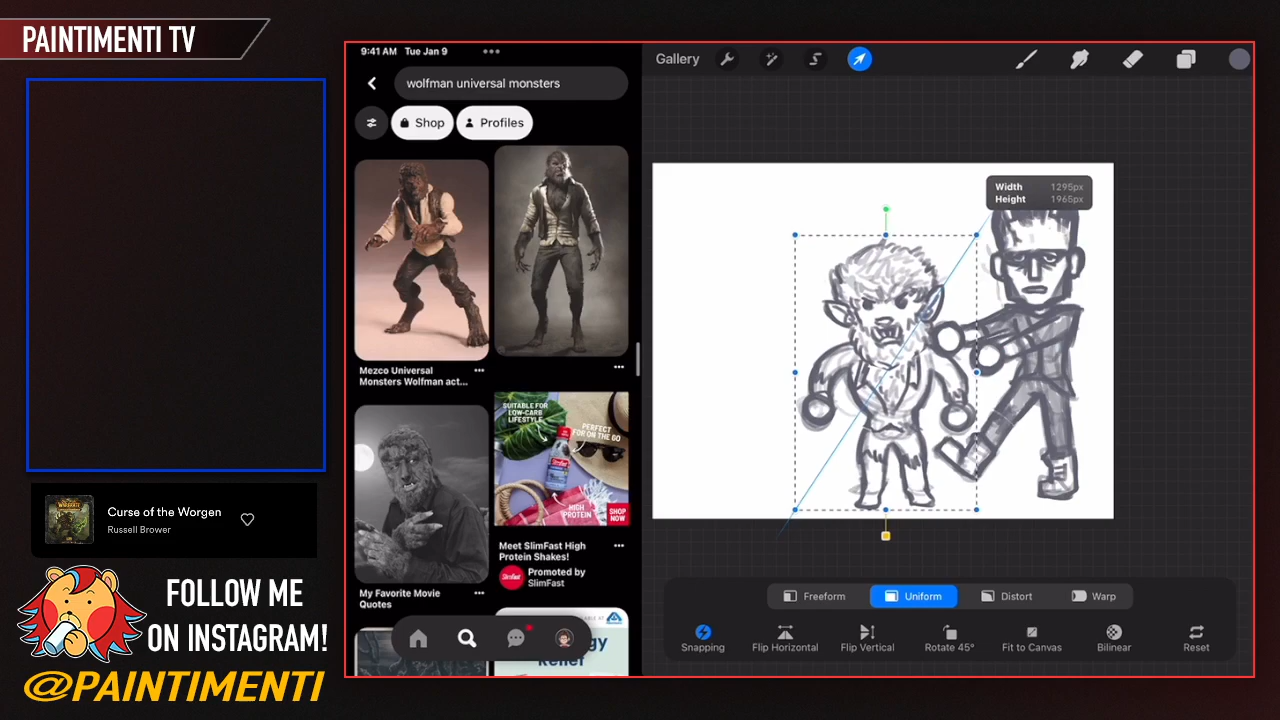 PAINTIMENTI TV
9:41 AM Tue Jan 9
wolfman universal monsters
Shop
Profiles
Mezco Universal
Monsters Wolfman act...
My Favorite Movie
Quotes
SUITABLE FOR
LOW-CARB
LIFESTYLE
PERFECT
FOR ON THE GO
HIGH
PROTEIN
SHOP
NOW
Meet SlimFast High
Protein Shakes!
SlimFast
Promoted by
SlimFast
Relief
Gallery
Width 1295px
Height 1965px
Freeform
Uniform
Distort
Warp
Snapping
Flip Horizontal
Flip Vertical
Rotate 45°
Fit to Canvas
Bilinear
Reset
Curse of the Worgen
Russell Brower
FOLLOW ME
ON INSTAGRAM!
@PAINTIMENTI